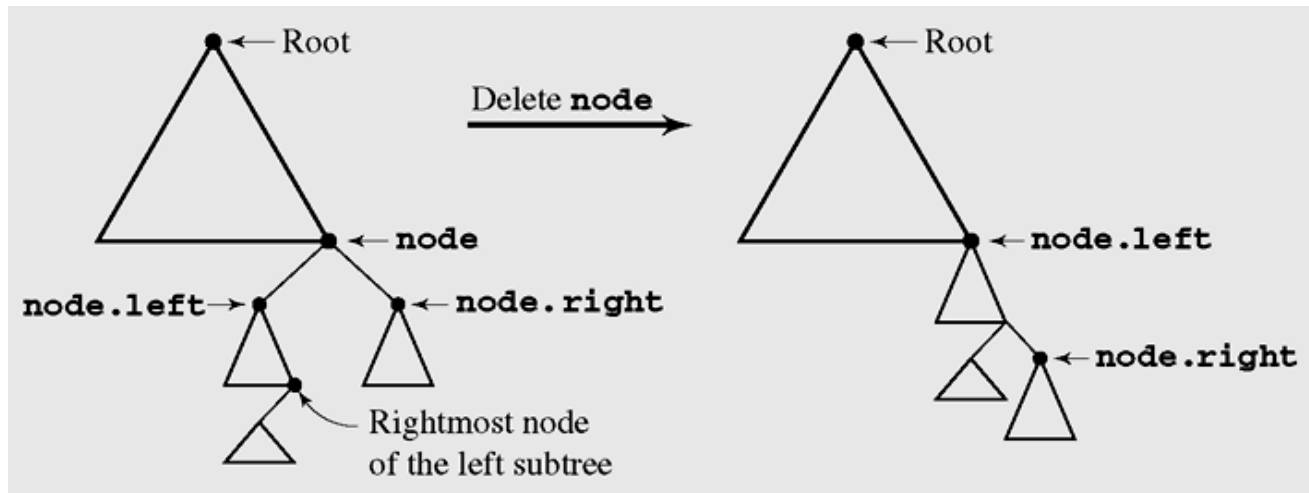 Root
Delete node
node
node.left
node.right
Rightmost node
of the left subtree
Root
node.left
node.right